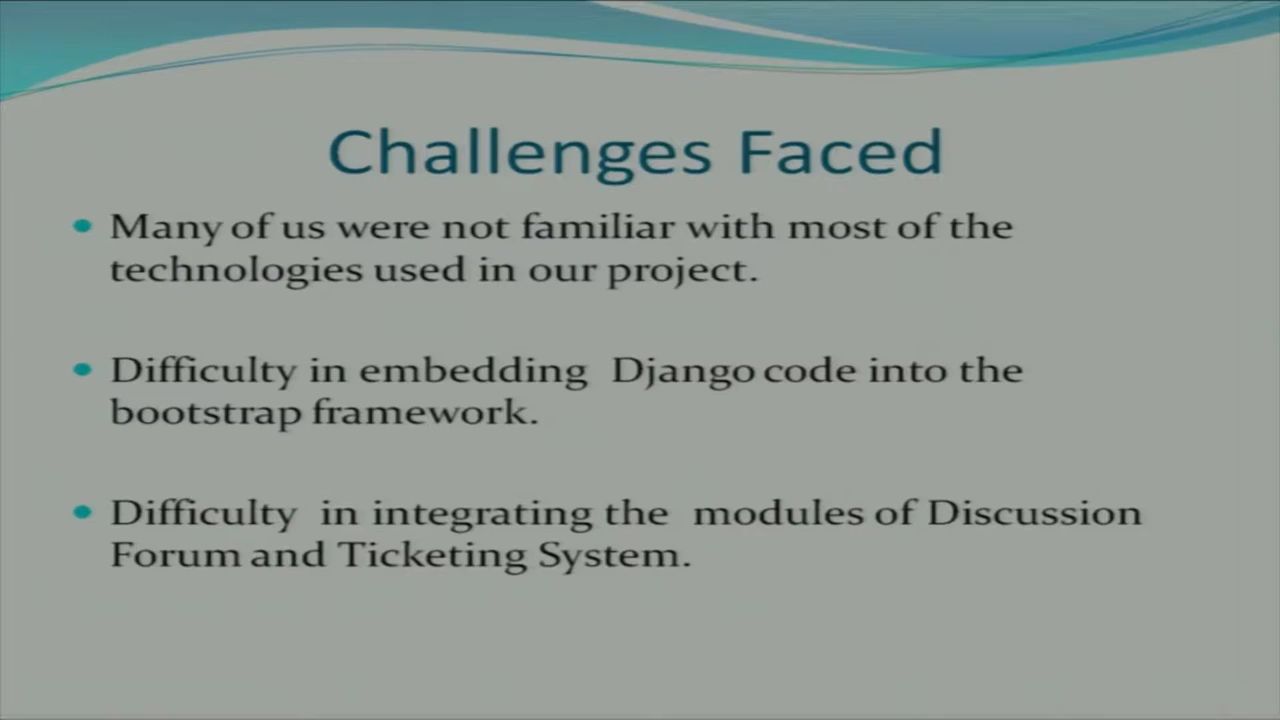 Challenges Faced
• Many of us were not familiar with most of the
technologies used in our project.
• Difficulty in embedding  Django code into the
bootstrap framework.
• Difficulty  in integrating the  modules of Discussion
Forum and Ticketing System.